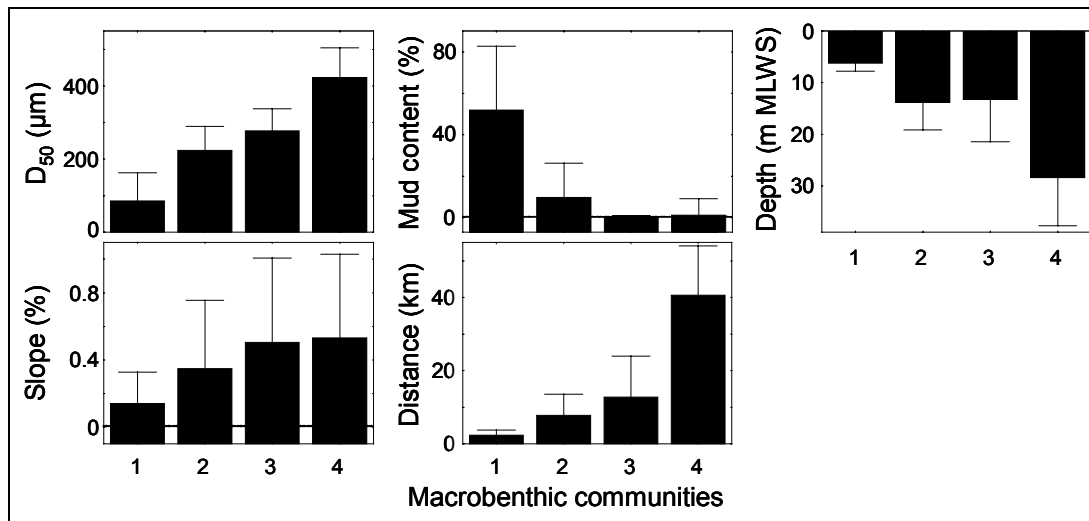 D50 (µm)
400
200
0
Mud content (%)
80
40
0
Depth (m MLWS)
0
10
20
30
1 2 3 4
Slope (%)
0.8
0.4
0
1 2 3 4
Distance (km)
40
20
0
1 2 3 4
Macrobenthic communities